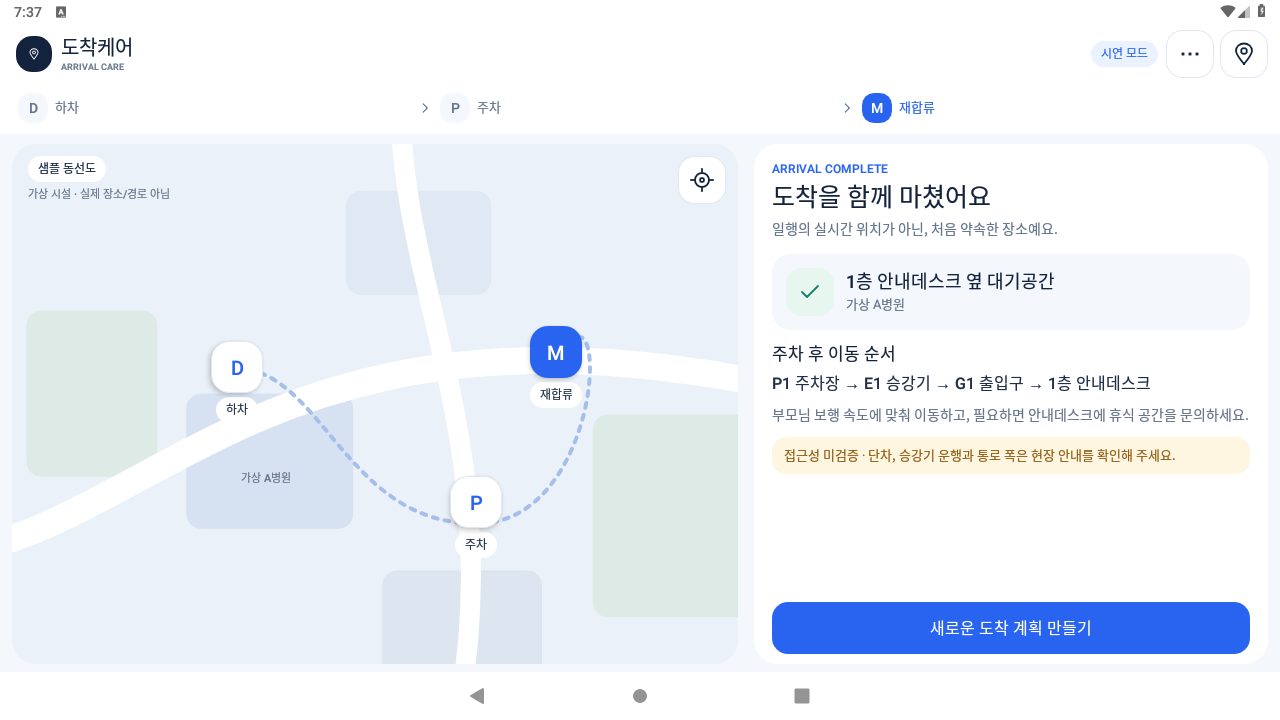 7:37
도착케어
ARRIVAL CARE
시연 모드
D 하차
P 주차
M 재합류
샘플 동선도
가상 시설 · 실제 장소/경로 아님
D
하차
가상 A병원
P
주차
M
재합류
ARRIVAL COMPLETE
도착을 함께 마쳤어요
일행의 실시간 위치가 아닌, 처음 약속한 장소예요.
1층 안내데스크 옆 대기공간
가상 A병원
주차 후 이동 순서
P1 주차장 → E1 승강기 → G1 출입구 → 1층 안내데스크
부모님 보행 속도에 맞춰 이동하고, 필요하면 안내데스크에 휴식 공간을 문의하세요.
접근성 미검증 · 단차, 승강기 운행과 통로 폭은 현장 안내를 확인해 주세요.
새로운 도착 계획 만들기